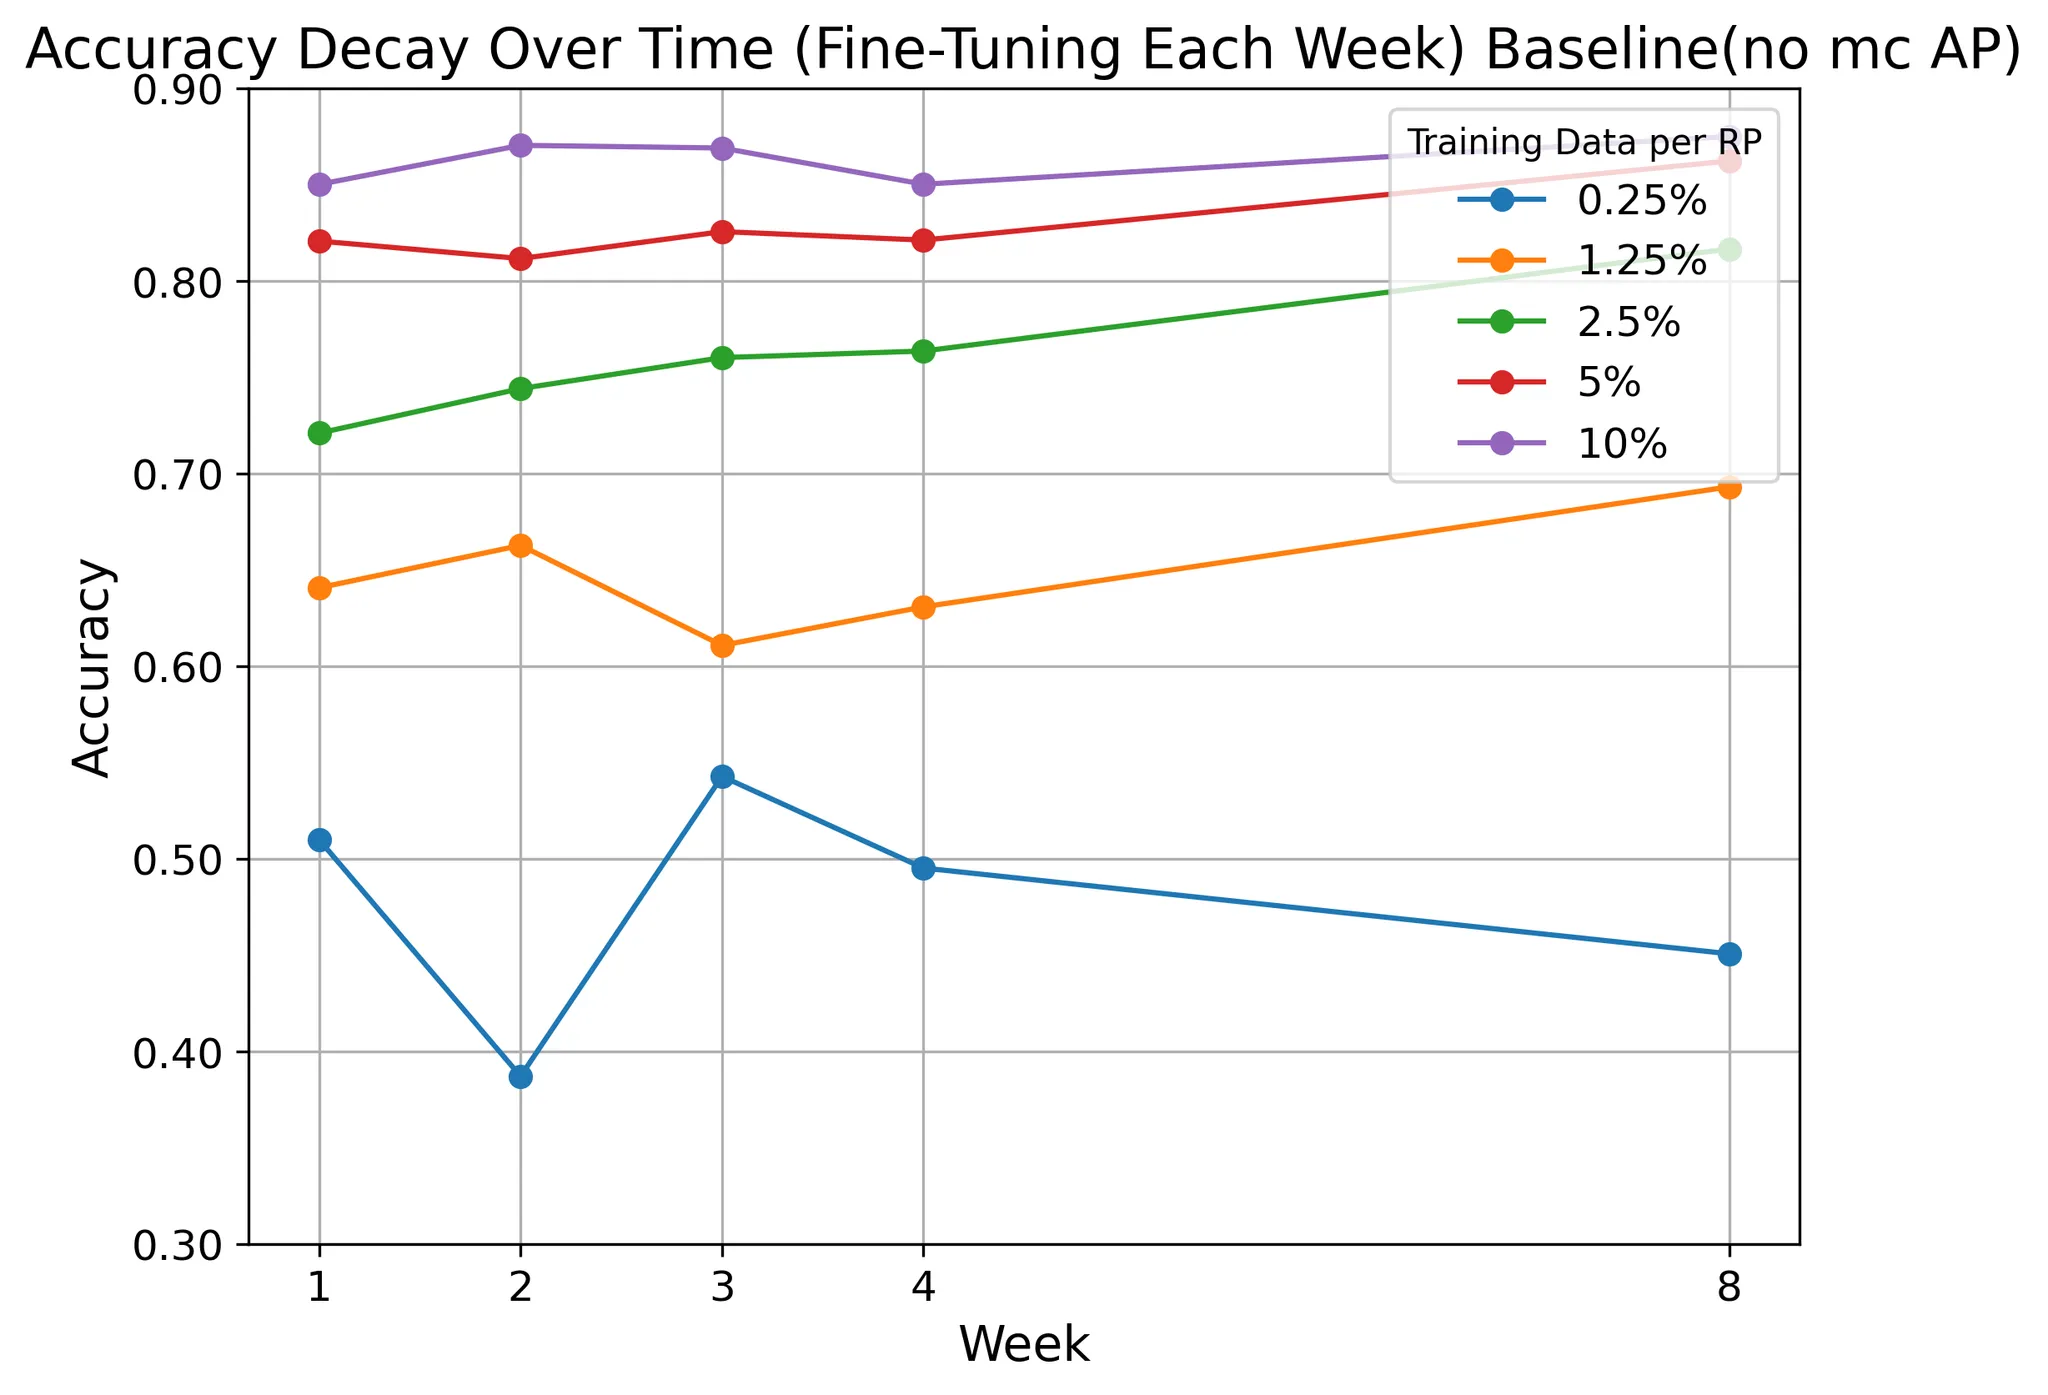 Accuracy Decay Over Time (Fine-Tuning Each Week) Baseline(no mc AP)
0.90
0.80
0.70
0.60
0.50
0.40
0.30
Accuracy
Training Data per RP
0.25%
1.25%
2.5%
5%
10%
1 2 3 4 8
Week